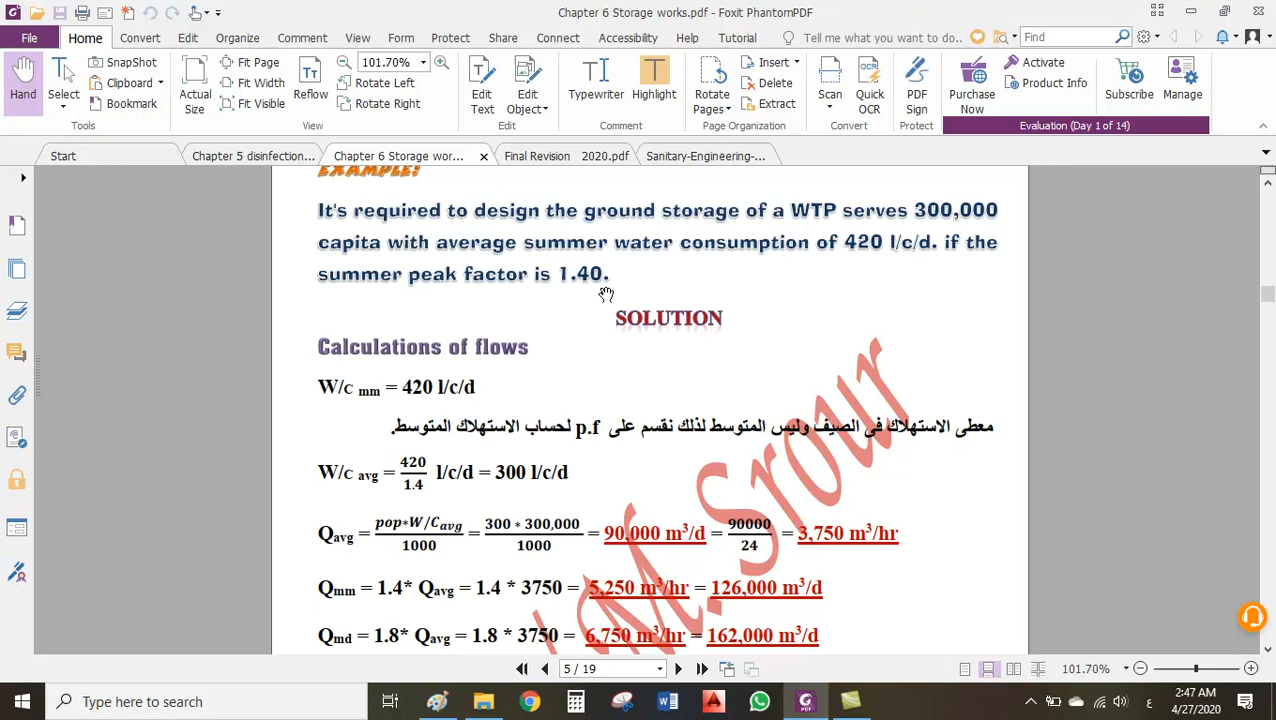 Chapter 6 Storage works.pdf - Foxit PhantomPDF
File Home Convert Edit Organize Comment View Form Protect Share Connect Accessibility Help Tutorial Tell me what you want to do.. Find
Hand
Select
SnapShot
Clipboard
Bookmark
Tools
Actual Size
Fit Page
Fit Width
Fit Visible
Reflow
101.70%
Rotate Left
Rotate Right
View
Edit Text
Edit Object
Edit
Typewriter
Highlight
Comment
Rotate Pages
Insert
Delete
Extract
Page Organization
Scan
Quick OCR
Convert
PDF Sign
Protect
Purchase Now
Activate
Product Info
Subscribe
Manage
Evaluation (Day 1 of 14)
Start
Chapter 5 disinfection...
Chapter 6 Storage wor...
Final Revision 2020.pdf
Sanitary-Engineering-...
EXAMPLE:
It's required to design the ground storage of a WTP serves 300,000
capita with average summer water consumption of 420 l/c/d. if the
summer peak factor is 1.40.
SOLUTION
Calculations of flows
W/C mm = 420 l/c/d
معطى الاستهلاك فى الصيف وليس المتوسط لذلك نقسم على p.f لحساب الاستهلاك المتوسط.
W/C avg = 420/1.4 l/c/d = 300 l/c/d
Qavg = pop*W/Cavg/1000 = 300 * 300,000/1000 = 90,000 m³/d = 90000/24 = 3,750 m³/hr
Qmm = 1.4* Qavg = 1.4 * 3750 = 5,250 m³/hr = 126,000 m³/d
Qmd = 1.8* Qavg = 1.8 * 3750 = 6,750 m³/hr = 162,000 m³/d
M. Srour
5 / 19
101.70%
Type here to search
ع
2:47 AM
4/27/2020